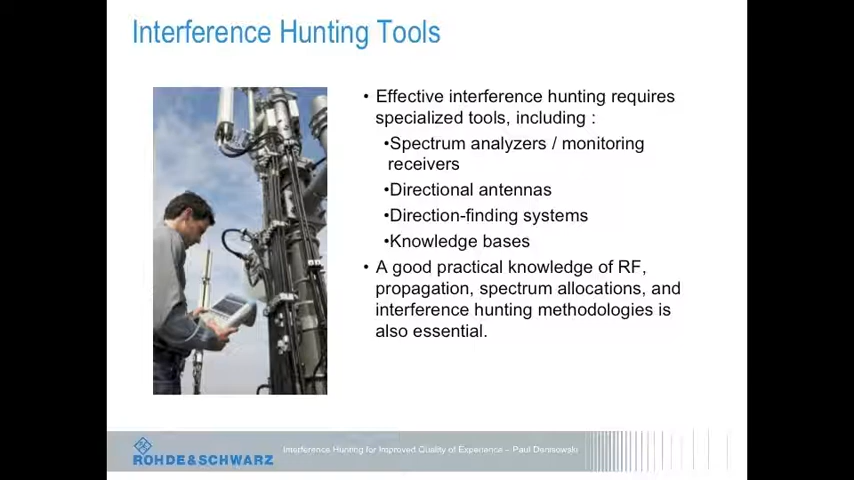 Interference Hunting Tools
• Effective interference hunting requires
specialized tools, including :
•Spectrum analyzers / monitoring
receivers
•Directional antennas
•Direction-finding systems
•Knowledge bases
• A good practical knowledge of RF,
propagation, spectrum allocations, and
interference hunting methodologies is
also essential.
ROHDE&SCHWARZ
Interference Hunting for Improved Quality of Experience – Paul Denisowski